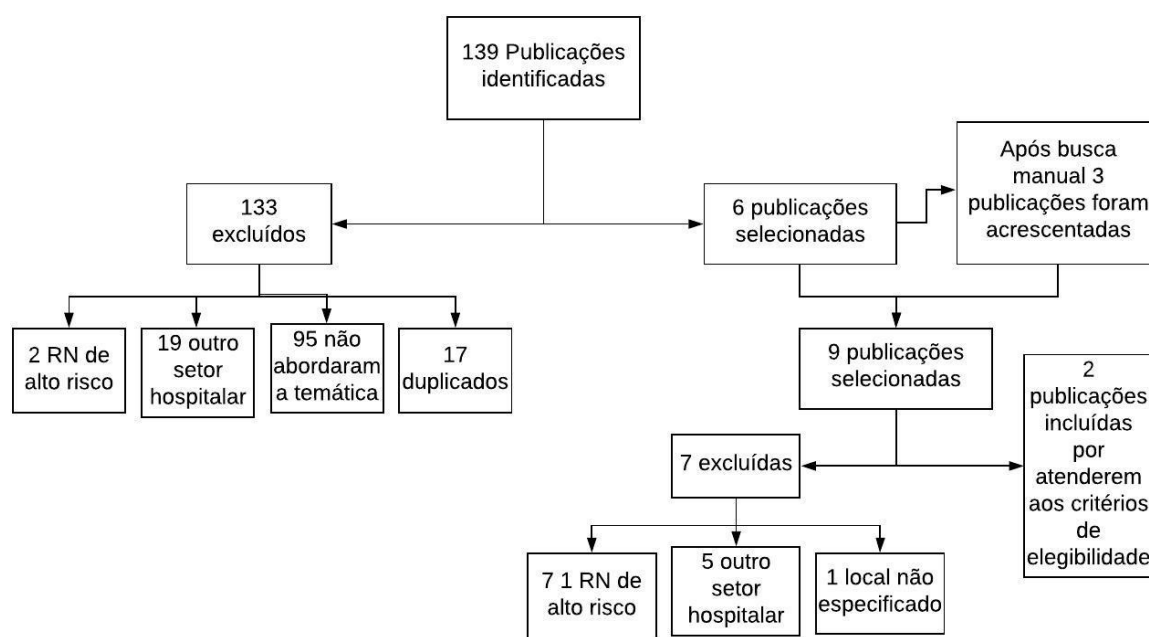 139 Publicações
identificadas
133
excluídos
6 publicações
selecionadas
Após busca
manual 3
publicações foram
acrescentadas
2 RN de
alto risco
19 outro
setor
hospitalar
95 não
abordaram
a temática
17
duplicados
9 publicações
selecionadas
7 excluídas
2
publicações
incluídas
por
atenderem
aos critérios
de
elegibilidade
7 1 RN de
alto risco
5 outro
setor
hospitalar
1 local não
especificado